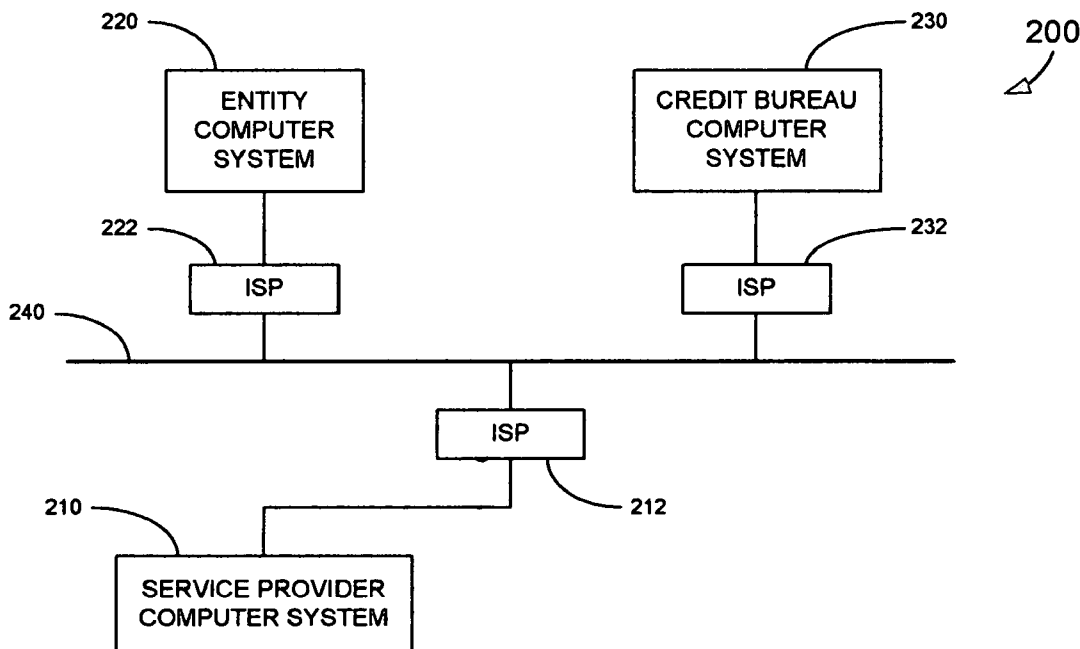 220
230
200
ENTITY
COMPUTER
SYSTEM
CREDIT BUREAU
COMPUTER
SYSTEM
222
232
ISP
ISP
240
ISP
210
212
SERVICE PROVIDER
COMPUTER SYSTEM